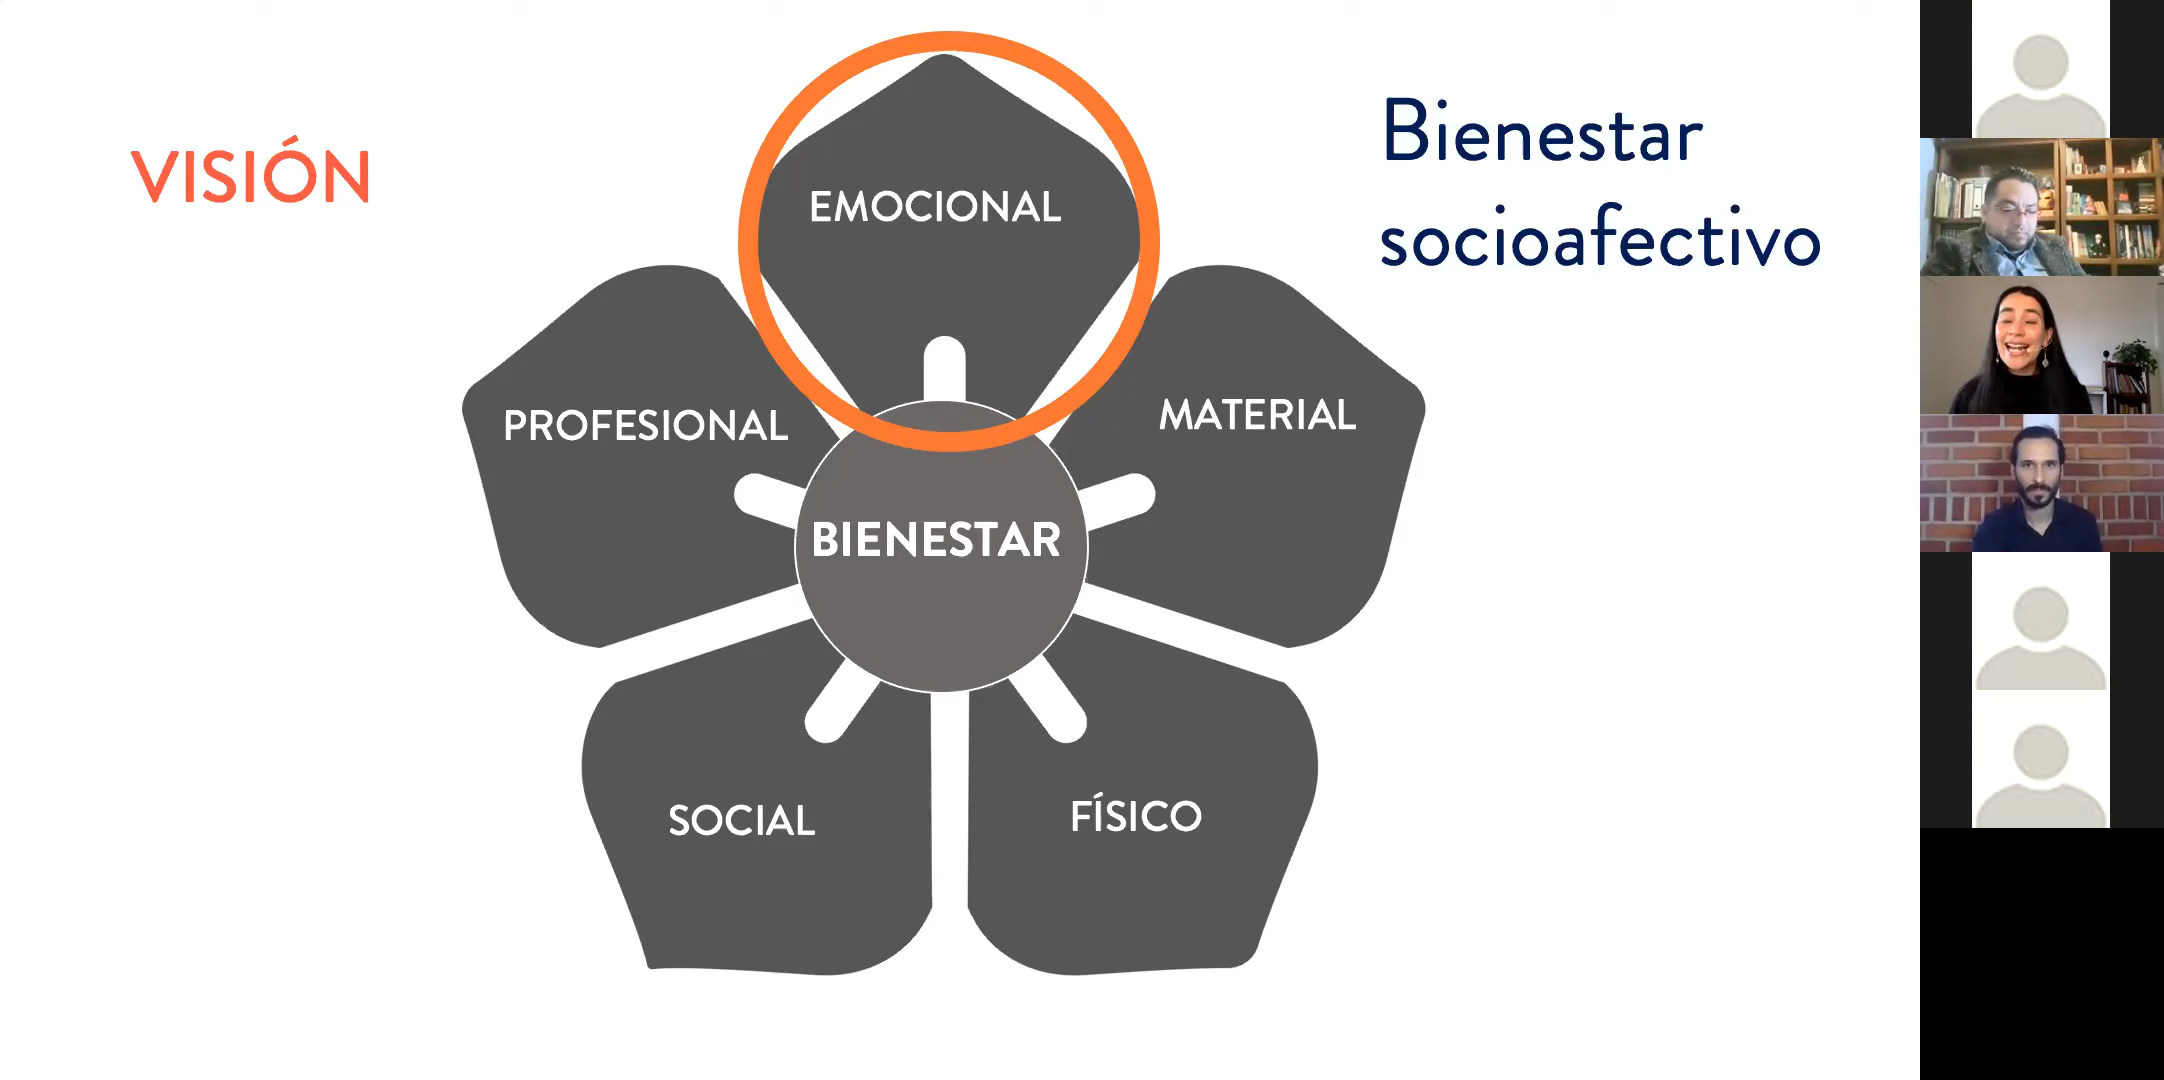 VISIÓN
Bienestar
socioafectivo
EMOCIONAL
PROFESIONAL
MATERIAL
BIENESTAR
SOCIAL
FÍSICO